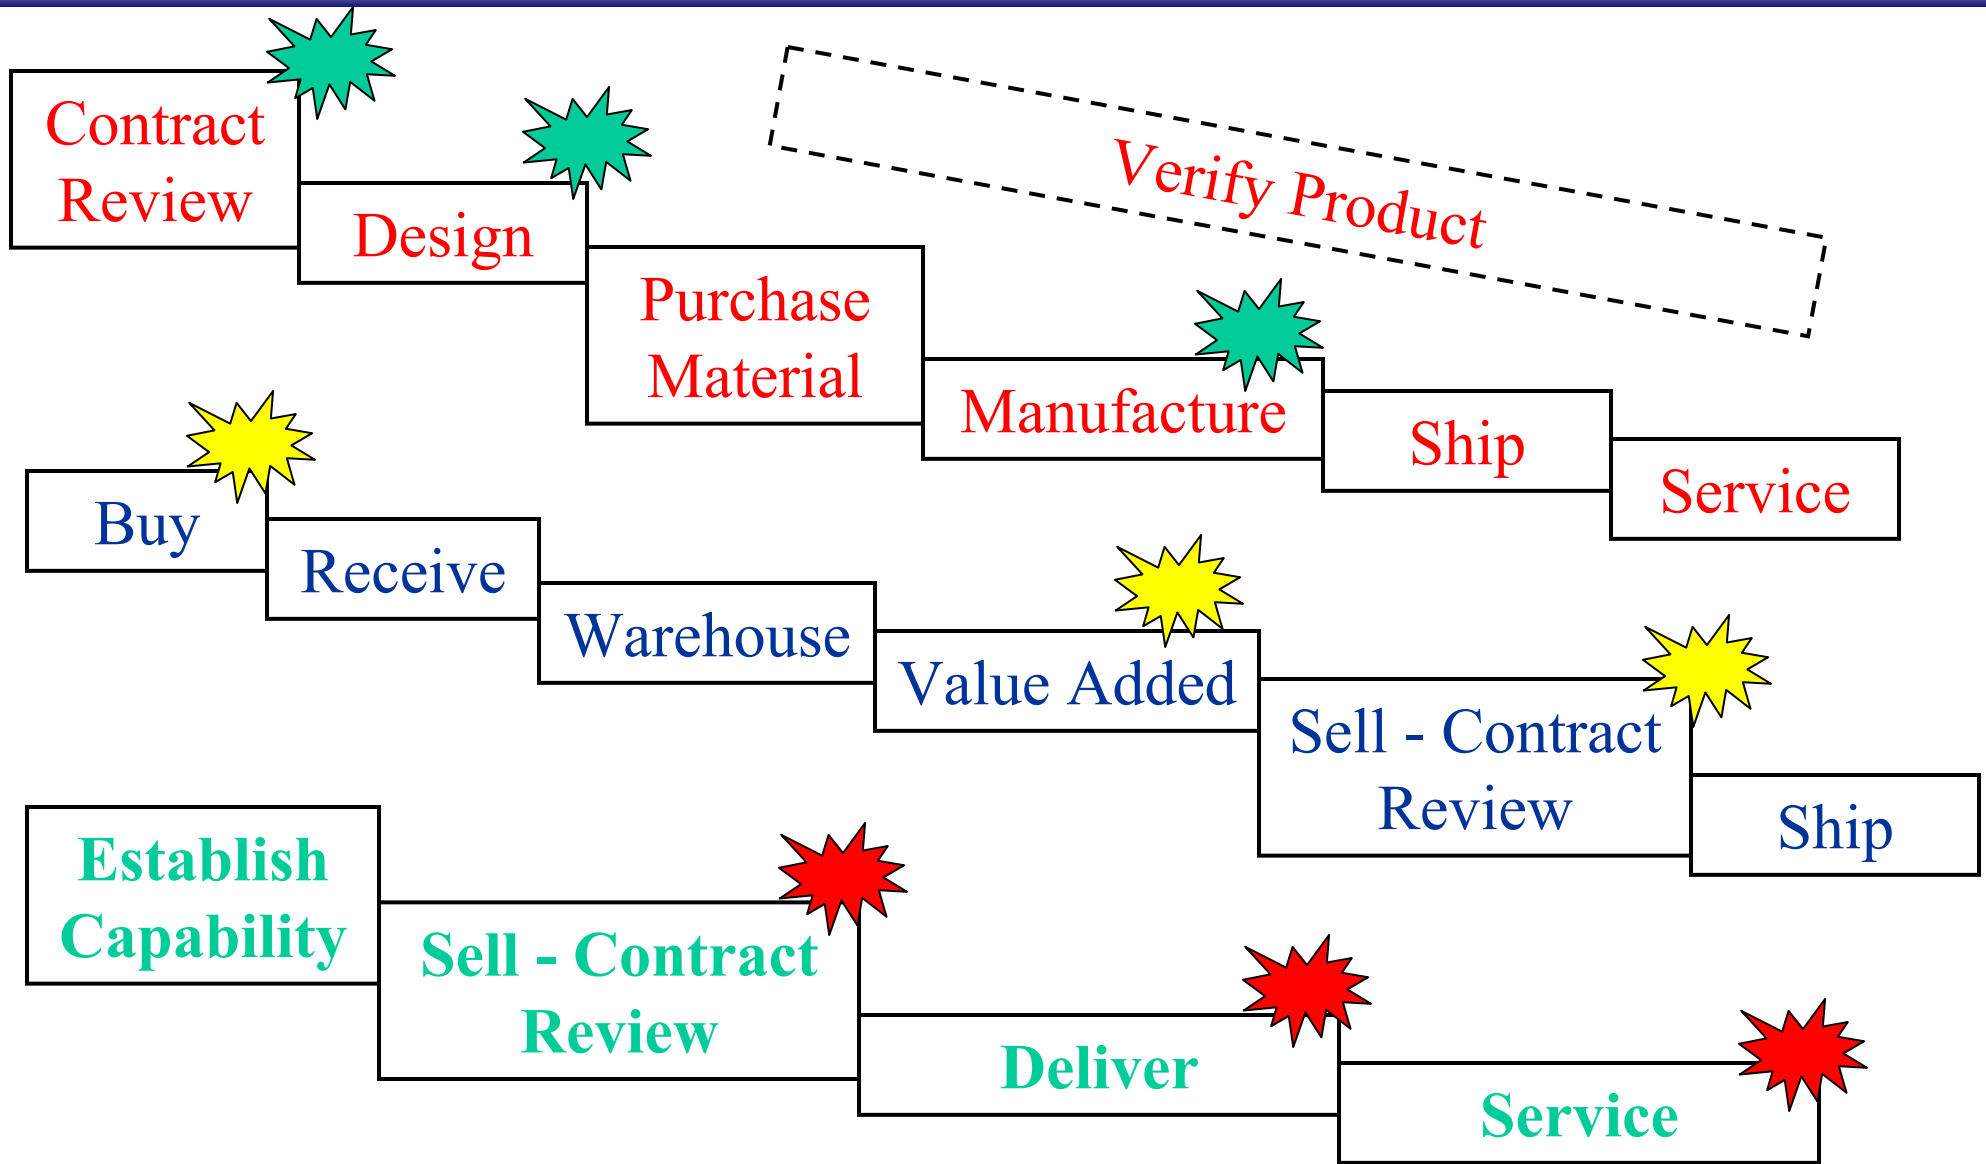 Contract
Review
Design
Purchase
Material
Manufacture
Ship
Service
Verify Product
Buy
Receive
Warehouse
Value Added
Sell - Contract
Review
Ship
Establish
Capability
Sell - Contract
Review
Deliver
Service